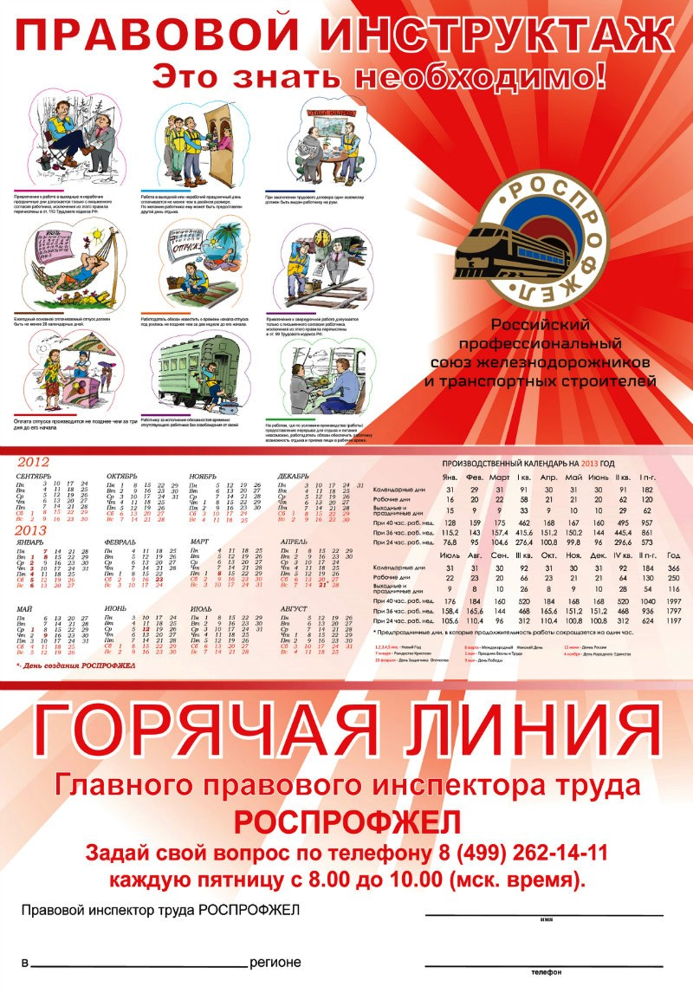 ПРАВОВОЙ ИНСТРУКТАЖ
Это знать необходимо!
Привлечение к работе в выходные и нерабочие
праздничные дни допускается только с письменного
согласия работника, исключения из этого правила
перечислены в ст. 113 Трудового кодекса РФ.
Работа в выходной или нерабочий праздничный день
оплачивается не менее чем в двойном размере.
По желанию работника ему может быть предоставлен
другой день отдыха.
ОТДЕЛ КАДРОВ
При заключении трудового договора один экземпляр
должен быть выдан работнику на руки.
Ежегодный основной оплачиваемый отпуск должен
быть не менее 28 календарных дней.
ОТПУСК!
Работодатель обязан известить о времени начала отпуска
под роспись не позднее чем за две недели до его начала.
Привлечение к сверхурочной работе допускается
только с письменного согласия работника,
исключения из этого правила перечислены
в ст. 99 Трудового кодекса РФ.
Оплата отпуска производится не позднее чем за три
дня до его начала.
Работнику за исполнение обязанностей временно
отсутствующего работника без освобождения от своей
На работах, где по условиям производства (работы)
предоставление перерыва для отдыха и питания
невозможно, работодатель обязан обеспечить работнику
возможность отдыха и приема пищи в рабочее время.
РОСПРОФЖЕЛ
Российский
профессиональный
союз железнодорожников
и транспортных строителей
2012
СЕНТЯБРЬ ОКТЯБРЬ НОЯБРЬ ДЕКАБРЬ
Пн 3 10 17 24 Пн 1 8 15 22 29 Пн 5 12 19 26 Пн 3 10 17 24 31
Вт 4 11 18 25 Вт 2 9 16 23 30 Вт 6 13 20 27 Вт 4 11 18 25
Ср 5 12 19 26 Ср 3 10 17 24 31 Ср 7 14 21 28 Ср 5 12 19 26
Чт 6 13 20 27 Чт 4 11 18 25 Чт 1 8 15 22 29 Чт 6 13 20 27
Пт 7 14 21 28 Пт 5 12 19 26 Пт 2 9 16 23 30 Пт 7 14 21 28
Сб 1 8 15 22 29 Сб 6 13 20 27 Сб 3 10 17 24 Сб 1 8 15 22 29
Вс 2 9 16 23 30 Вс 7 14 21 28 Вс 4 11 18 25 Вс 2 9 16 23 30
2013
ЯНВАРЬ ФЕВРАЛЬ МАРТ АПРЕЛЬ
Пн 7 14 21 28 Пн 4 11 18 25 Пн 4 11 18 25 Пн 1 8 15 22 29
Вт 1 8 15 22 29 Вт 5 12 19 26 Вт 5 12 19 26 Вт 2 9 16 23 30
Ср 2 9 16 23 30 Ср 6 13 20 27 Ср 6 13 20 27 Ср 3 10 17 24
Чт 3 10 17 24 31 Чт 7 14 21 28 Чт 7 14 21 28 Чт 4 11 18 25
Пт 4 11 18 25 Пт 1 8 15 22 Пт 1 8 15 22 29 Пт 5 12 19 26
Сб 5 12 19 26 Сб 2 9 16 23 Сб 2 9 16 23 30 Сб 6 13 20 27
Вс 6 13 20 27 Вс 3 10 17 24 Вс 3 10 17 24 31 Вс 7 14 21* 28
МАЙ ИЮНЬ ИЮЛЬ АВГУСТ
Пн 6 13 20 27 Пн 3 10 17 24 Пн 1 8 15 22 29 Пн 5 12 19 26
Вт 7 14 21 28 Вт 4 11 18 25 Вт 2 9 16 23 30 Вт 6 13 20 27
Ср 1 8 15 22 29 Ср 5 12 19 26 Ср 3 10 17 24 31 Ср 7 14 21 28
Чт 2 9 16 23 30 Чт 6 13 20 27 Чт 4 11 18 25 Чт 1 8 15 22 29
Пт 3 10 17 24 31 Пт 7 14 21 28 Пт 5 12 19 26 Пт 2 9 16 23 30
Сб 4 11 18 25 Сб 1 8 15 22 29 Сб 6 13 20 27 Сб 3 10 17 24 31
Вс 5 12 19 26 Вс 2 9 16 23 30 Вс 7 14 21 28 Вс 4 11 18 25
*- День создания РОСПРОФЖЕЛ
ПРОИЗВОДСТВЕННЫЙ КАЛЕНДАРЬ НА 2013 ГОД
Янв. Фев. Март I кв. Апр. Май Июнь II кв. I п-г.
Календарные дни 31 29 31 91 30 31 30 91 182
Рабочие дни 16 20 22 58 21 21 20 62 120
Выходные и
праздничные дни 15 9 9 33 9 10 10 29 62
При 40 час. раб. нед. 128 159 175 462 168 167 160 495 957
При 36 час. раб. нед. 115,2 143 157.4 415,6 151,2 150,2 144 445,4 861
При 24 час. раб. нед. 76,8 95 104,6 276,4 100,8 99,8 96 296,6 573
Июль Авг. Сен. III кв. Окт. Ноя. Дек. IV кв. II п-г. Год
Календарные дни 31 31 30 92 31 30 31 92 184 366
Рабочие дни 22 23 20 66 23 21 21 64 130 250
Выходные и
праздничные дни 9 8 10 26 8 9 10 28 54 116
При 40 час. раб. нед. 176 184 160 520 184 168 168 520 1040 1997
При 36 час. раб. нед. 158,4 165,6 144 468 165,6 151,2 151,2 468 936 1797
При 24 час. раб. нед. 105,6 110,4 96 312 110,4 100,8 100,8 312 624 1197
* Предпраздничные дни, в которые продолжительность работы сокращается на один час.
1,2,3,4,5 янв. - Новый Год 8 марта - Международный Женский День 12 июня - День России
7 января - Рождество Христово 1 мая - Праздник Весны и Труда 4 ноября - День Народного Единства
23 февраля - День Защитника Отечества 9 мая - День Победы
ГОРЯЧАЯ ЛИНИЯ
Главного правового инспектора труда
РОСПРОФЖЕЛ
Задай свой вопрос по телефону 8 (499) 262-14-11
каждую пятницу с 8.00 до 10.00 (мск. время).
Правовой инспектор труда РОСПРОФЖЕЛ
имя
в регионе
телефон